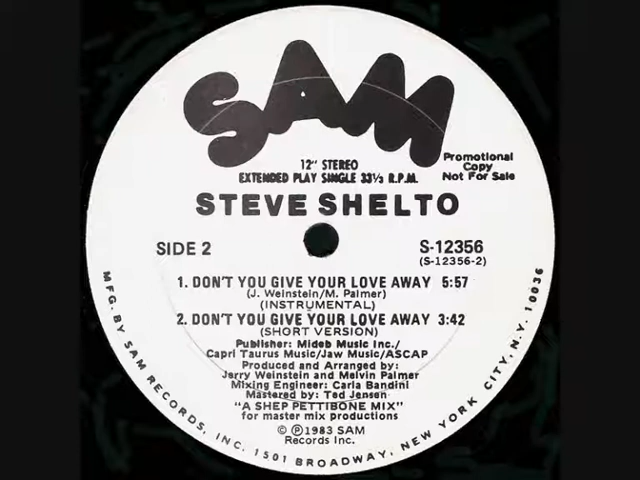 SAM
12" STEREO
EXTENDED PLAY SINGLE 33⅓ R.P.M.
Promotional
Copy
Not For Sale
STEVE SHELTO
SIDE 2
S-12356
(S-12356-2)
1. DON'T YOU GIVE YOUR LOVE AWAY 5:57
(J. Weinstein/M. Palmer)
(INSTRUMENTAL)
2. DON'T YOU GIVE YOUR LOVE AWAY 3:42
(SHORT VERSION)
Publisher: Mideb Music Inc./
Capri Taurus Music/Jaw Music/ASCAP
Produced and Arranged by:
Jerry Weinstein and Melvin Palmer
Mixing Engineer: Carla Bandini
Mastered by: Ted Jensen
"A SHEP PETTIBONE MIX"
for master mix productions
© ℗1983 SAM
Records Inc.
MFG. BY SAM RECORDS, INC. 1501 BROADWAY, NEW YORK CITY, N.Y. 10036